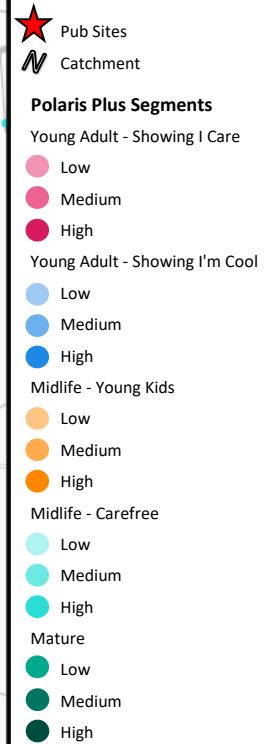 Pub Sites
Catchment
Polaris Plus Segments
Young Adult - Showing I Care
Low
Medium
High
Young Adult - Showing I'm Cool
Low
Medium
High
Midlife - Young Kids
Low
Medium
High
Midlife - Carefree
Low
Medium
High
Mature
Low
Medium
High